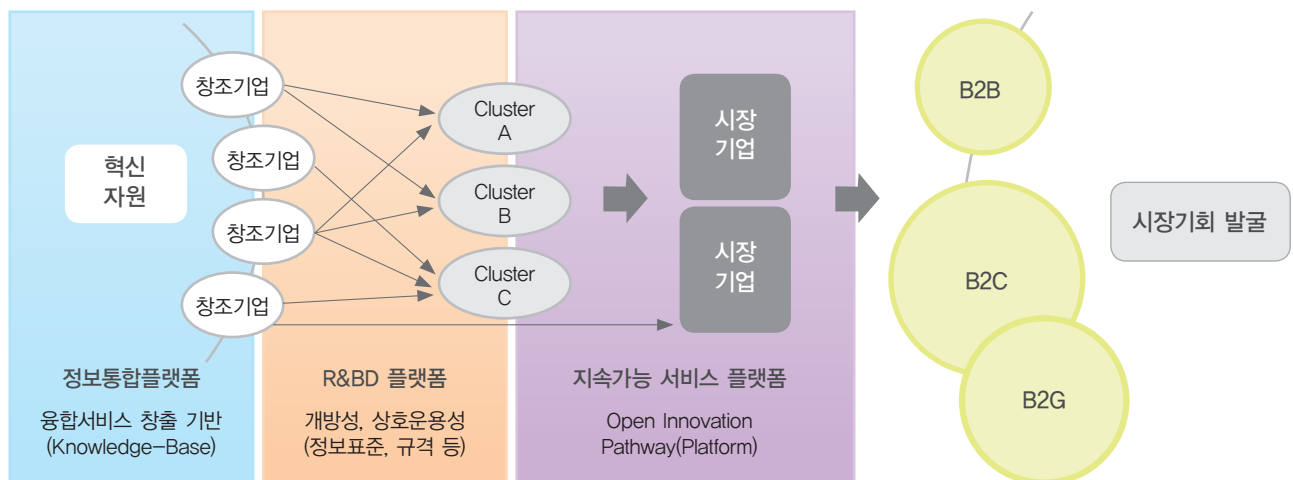 혁신
자원
창조기업
창조기업
창조기업
창조기업
정보통합플랫폼
융합서비스 창출 기반
(Knowledge-Base)
Cluster
A
Cluster
B
Cluster
C
R&BD 플랫폼
개방성, 상호운용성
(정보표준, 규격 등)
시장
기업
시장
기업
지속가능 서비스 플랫폼
Open Innovation
Pathway(Platform)
B2B
B2C
B2G
시장기회 발굴